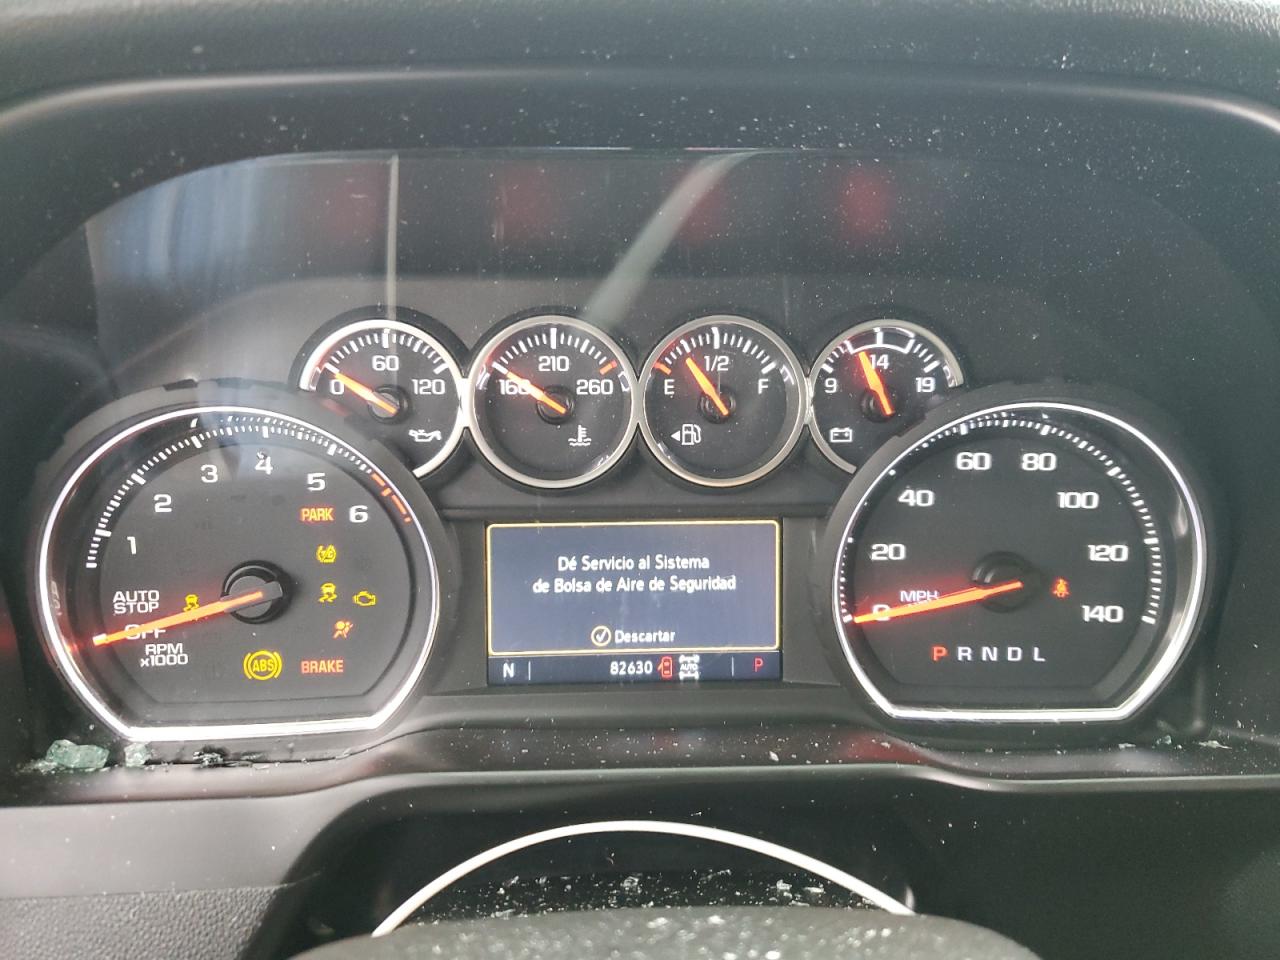 60
0
120
210
160
260
1/2
E
F
14
9
19
1
2
3
4
5
6
PARK
AUTO
STOP
OFF
RPM
x1000
ABS
BRAKE
Dé Servicio al Sistema
de Bolsa de Aire de Seguridad
Descartar
N
82630
AUTO
P
0
20
40
60
80
100
120
140
MPH
P R N D L